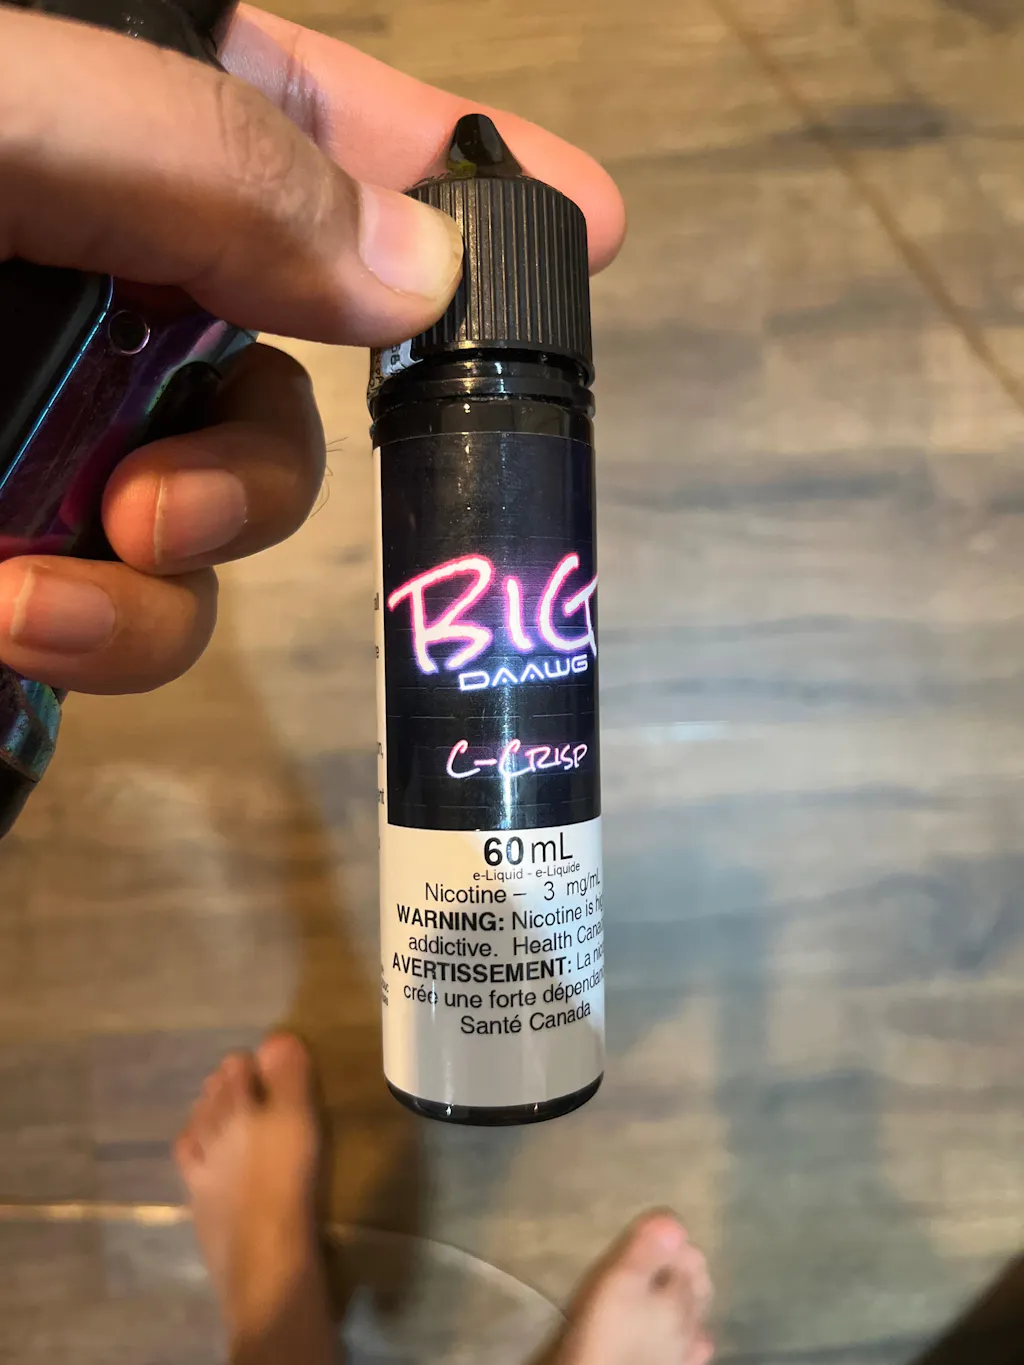 BIG
DAAWG
C-CRISP
60mL
e-Liquid - e-Liquide
Nicotine – 3 mg/mL
WARNING: Nicotine is
addictive. Health
AVERTISSEMENT: La
crée une forte
Santé Canada